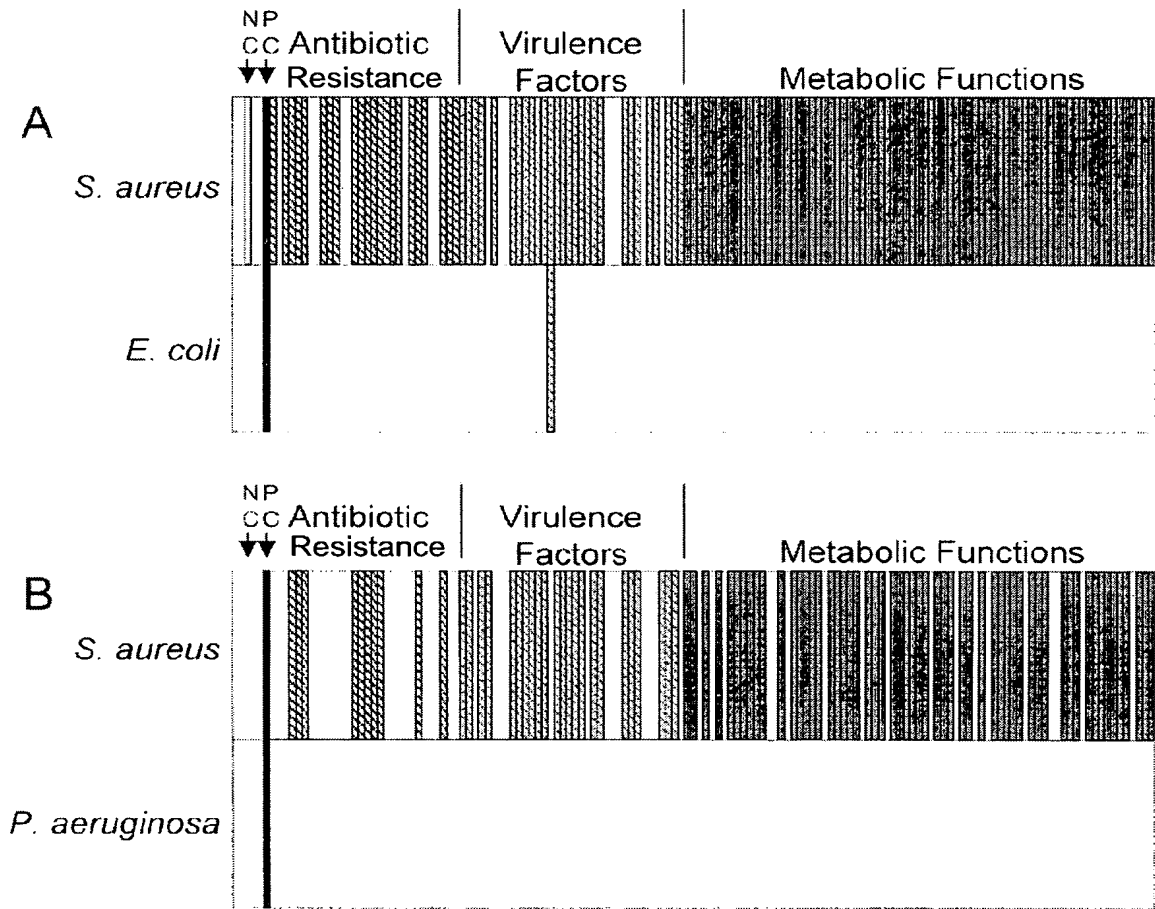 N P
C C
Antibiotic
Resistance
Virulence
Factors
Metabolic Functions
A
S. aureus
E. coli
N P
C C
Antibiotic
Resistance
Virulence
Factors
Metabolic Functions
B
S. aureus
P. aeruginosa